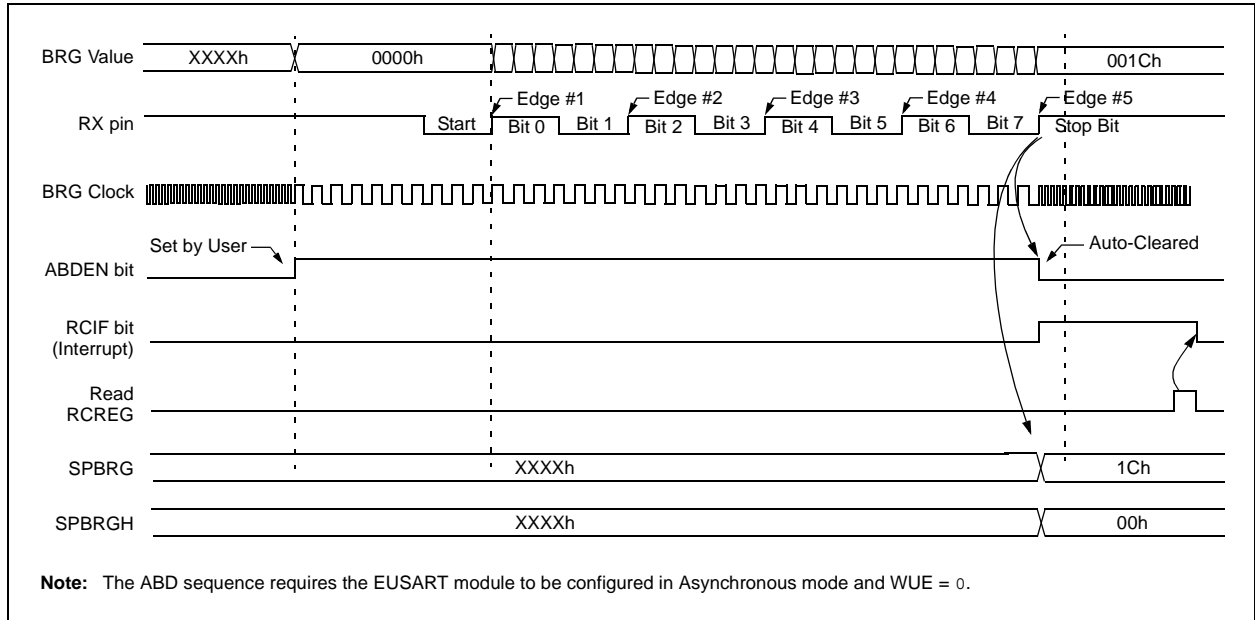 BRG Value XXXXh 0000h 001Ch
Edge #1 Edge #2 Edge #3 Edge #4 Edge #5
RX pin Start Bit 0 Bit 1 Bit 2 Bit 3 Bit 4 Bit 5 Bit 6 Bit 7 Stop Bit
BRG Clock
Set by User Auto-Cleared
ABDEN bit
RCIF bit
(Interrupt)
Read
RCREG
SPBRG XXXXh 1Ch
SPBRGH XXXXh 00h
Note: The ABD sequence requires the EUSART module to be configured in Asynchronous mode and WUE = 0.